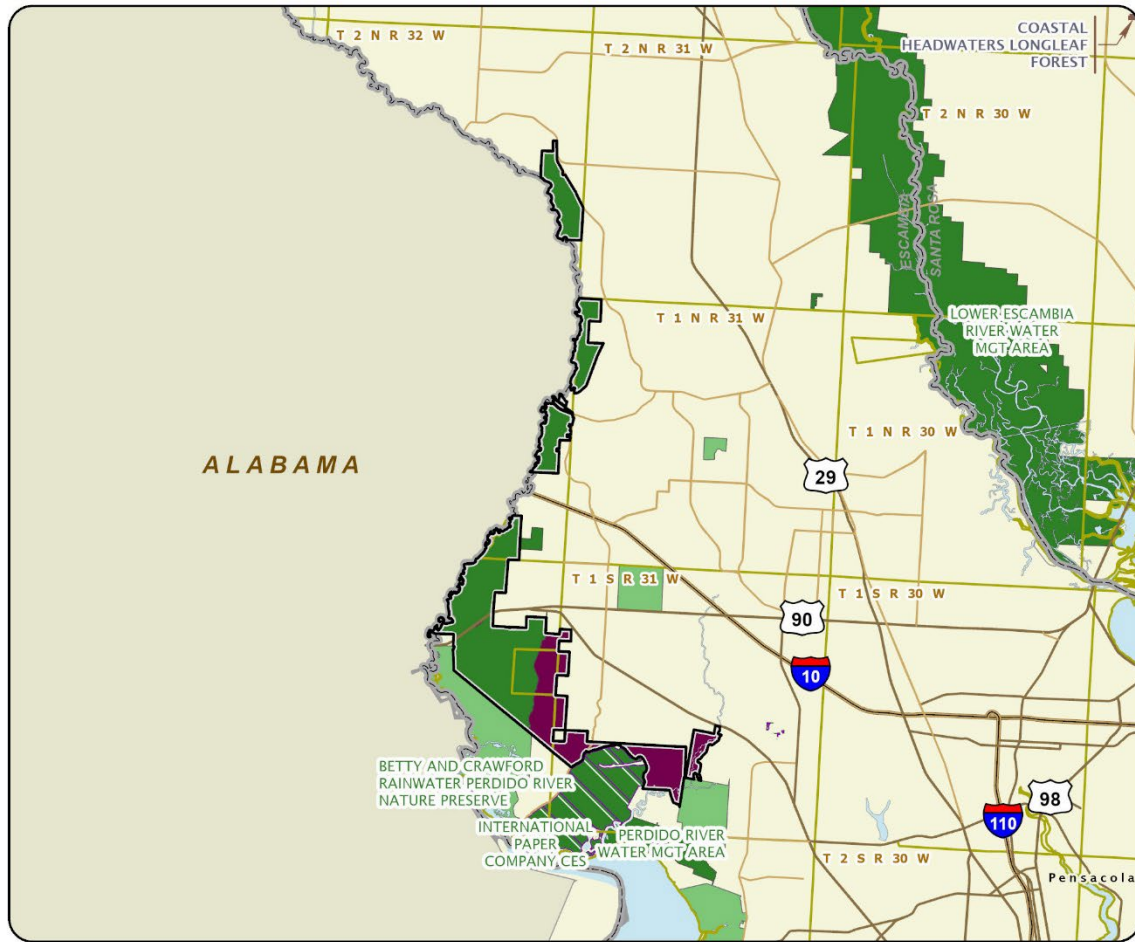 COASTAL
HEADWATERS LONGLEAF
FOREST
T 2 N R 32 W
T 2 N R 31 W
T 2 N R 30 W
ESCAMBIA
SANTA ROSA
T 1 N R 31 W
LOWER ESCAMBIA
RIVER WATER
MGT AREA
T 1 N R 30 W
ALABAMA
29
T 1 S R 31 W
T 1 S R 30 W
90
10
BETTY AND CRAWFORD
RAINWATER PERDIDO RIVER
NATURE PRESERVE
INTERNATIONAL
PAPER
COMPANY CES
PERDIDO RIVER
WATER MGT AREA
98
110
T 2 S R 30 W
Pensacola